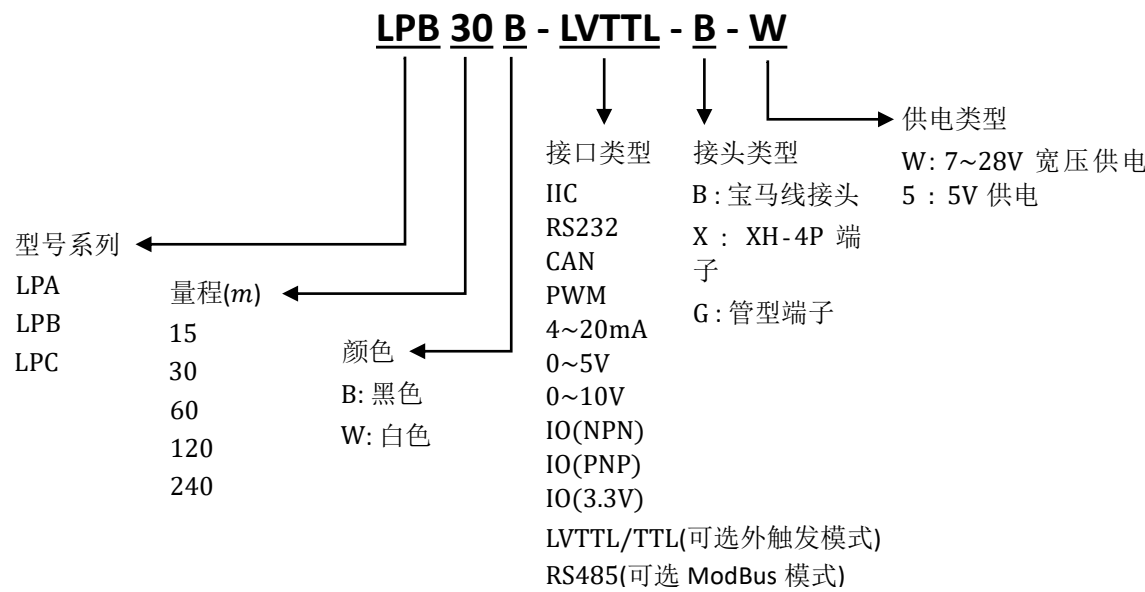 LPB 30 B - LVTTL - B - W
型号系列
LPA
LPB
LPC
量程(m)
15
30
60
120
240
颜色
B: 黑色
W: 白色
接口类型
IIC
RS232
CAN
PWM
4~20mA
0~5V
0~10V
IO(NPN)
IO(PNP)
IO(3.3V)
LVTTL/TTL(可选外触发模式)
RS485(可选 ModBus 模式)
接头类型
B : 宝马线接头
X : XH-4P 端
子
G : 管型端子
供电类型
W: 7~28V 宽压供电
5 : 5V 供电